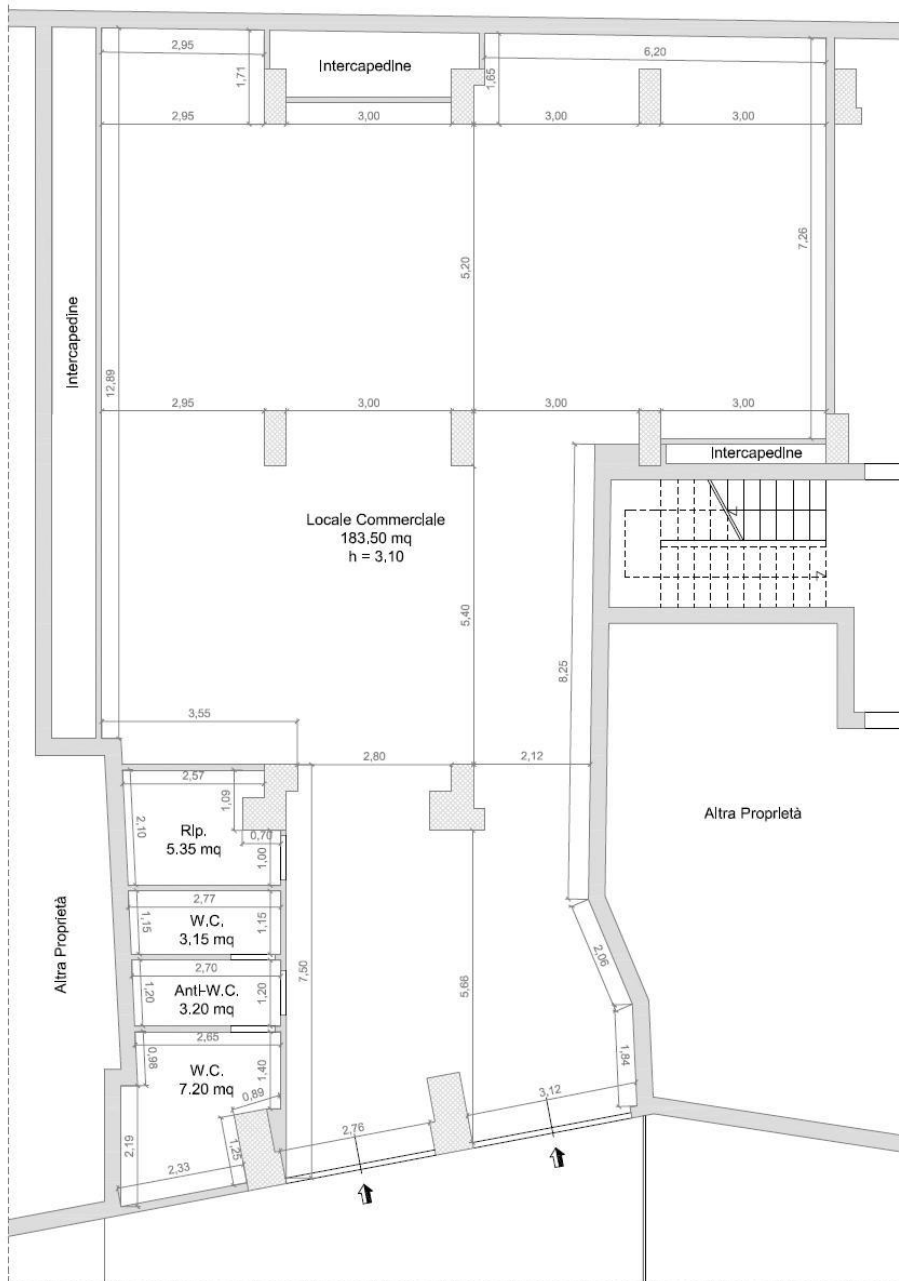 2,95
6,20
Intercapedine
1,71
1,65
2,95
3,00
3,00
3,00
7,26
5,20
Intercapedine
12,89
2,95
3,00
3,00
3,00
Intercapedine
Locale Commerciale
183,50 mq
h = 3,10
5,40
8,25
3,55
2,80
2,12
2,57
1,09
2,10
Rip.
5.35 mq
0,70
1,00
Altra Proprietà
2,77
1,15
W.C.
3,15 mq
1,15
Altra Proprietà
7,50
5,66
2,06
2,70
1,20
Anti-W.C.
3.20 mq
1,20
2,65
0,98
W.C.
7.20 mq
1,40
1,84
0,89
3,12
2,76
1,25
2,19
2,33